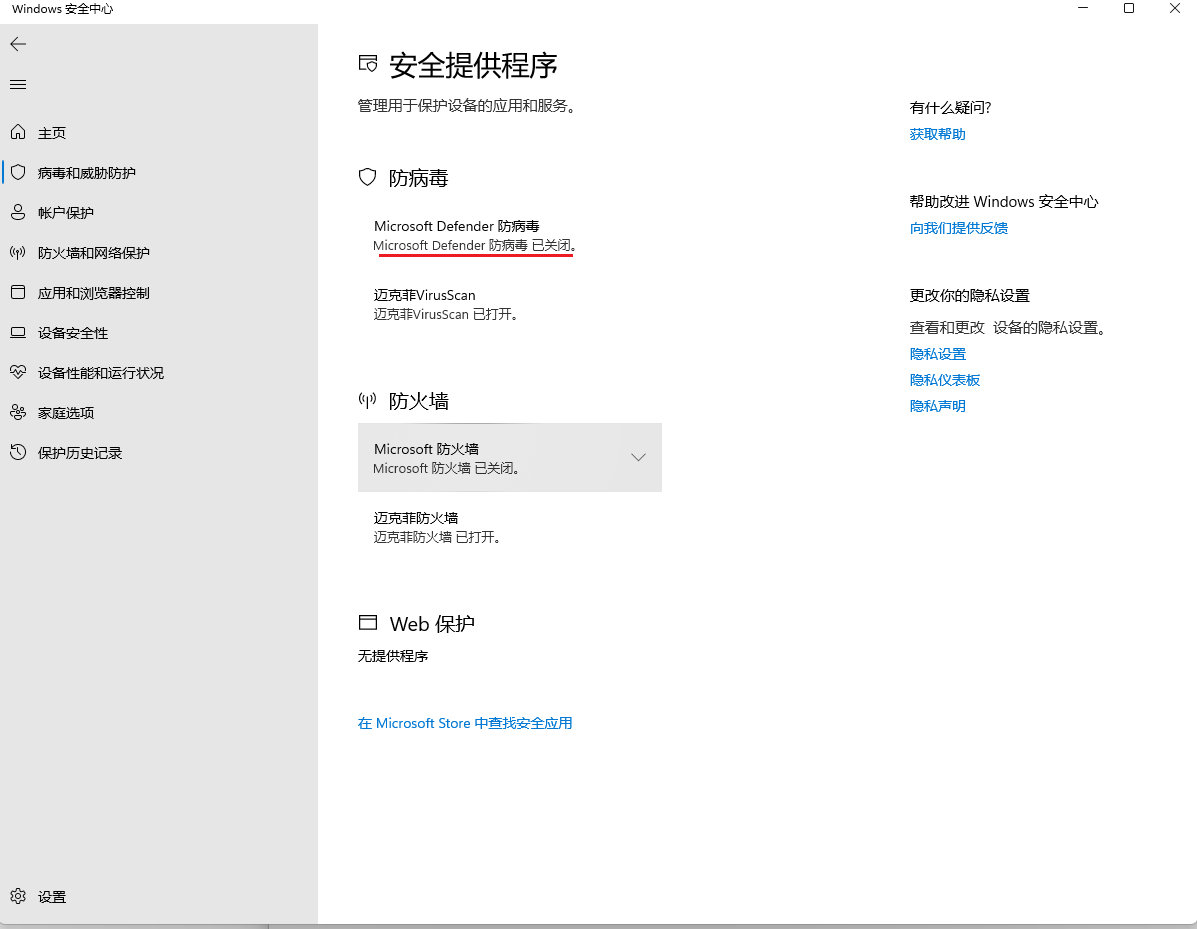 Windows 安全中心
主页
病毒和威胁防护
帐户保护
防火墙和网络保护
应用和浏览器控制
设备安全性
设备性能和运行状况
家庭选项
保护历史记录
设置
安全提供程序
管理用于保护设备的应用和服务。
防病毒
Microsoft Defender 防病毒
Microsoft Defender 防病毒 已关闭。
迈克菲VirusScan
迈克菲VirusScan 已打开。
防火墙
Microsoft 防火墙
Microsoft 防火墙 已关闭。
迈克菲防火墙
迈克菲防火墙 已打开。
Web 保护
无提供程序
在 Microsoft Store 中查找安全应用
有什么疑问?
获取帮助
帮助改进 Windows 安全中心
向我们提供反馈
更改你的隐私设置
查看和更改 设备的隐私设置。
隐私设置
隐私仪表板
隐私声明